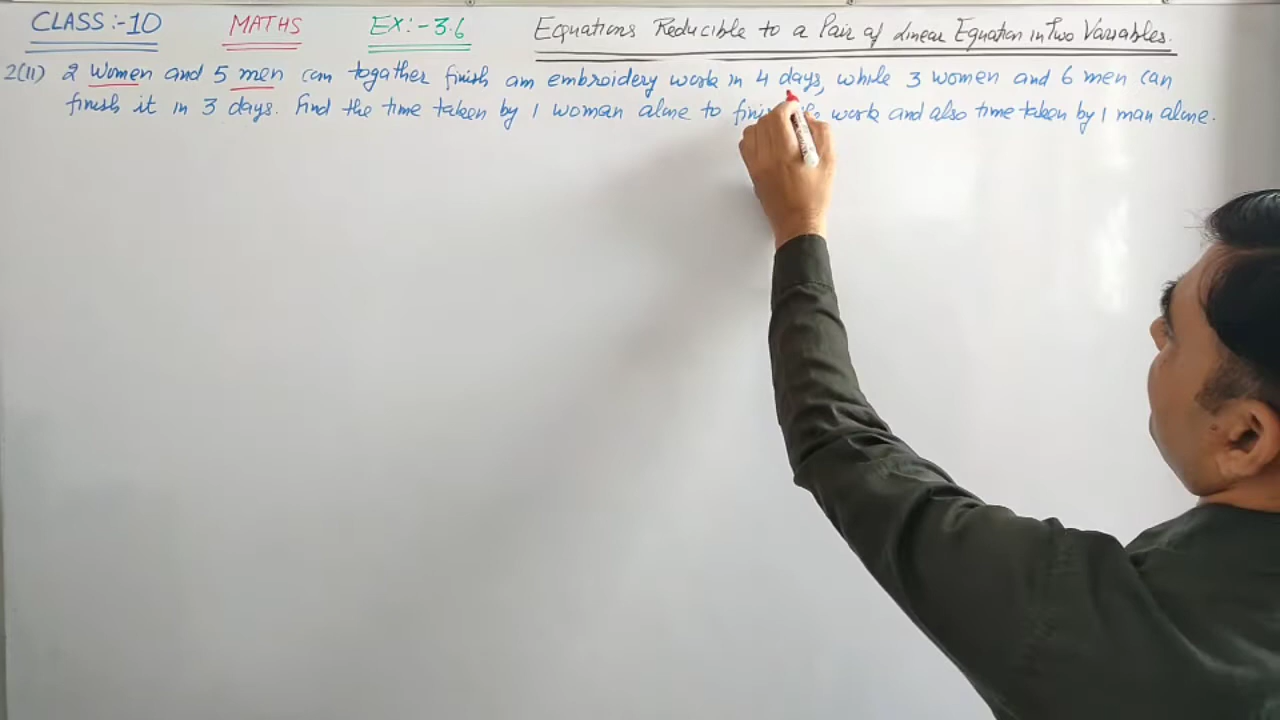 CLASS:-10 MATHS EX:-3.6 Equations Reducible to a Pair of Linear Equation in Two Variables.
2(II) 2 women and 5 men can togather finish an embroidery work in 4 days, while 3 women and 6 men can
finish it in 3 days. Find the time taken by 1 woman alone to work and also time taken by 1 man alone.